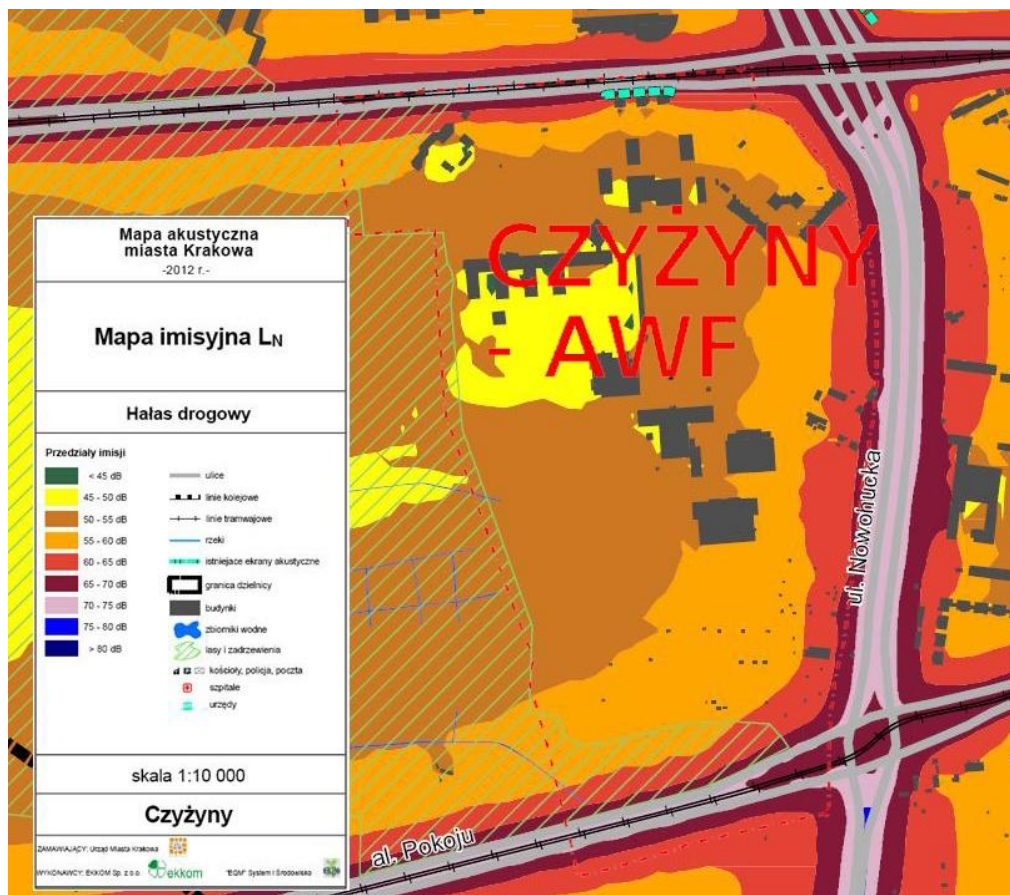 CZYŻYNY
- AWF
ul. Nowohucka
al. Pokoju
Mapa akustyczna
miasta Krakowa
-2012 r.-
Mapa imisyjna LN
Hałas drogowy
Przedziały imisji
< 45 dB
45 - 50 dB
50 - 55 dB
55 - 60 dB
60 - 65 dB
65 - 70 dB
70 - 75 dB
75 - 80 dB
> 80 dB
ulice
linie kolejowe
linie tramwajowe
rzeki
istniejace ekrany akustyczne
granica dzielnicy
budynki
zbiorniki wodne
lasy i zadrzewienia
kościoły, policja, poczta
szpitale
urzędy
skala 1:10 000
Czyżyny
ZAMAWIAJĄCY: Urząd Miasta Krakowa
WYKONAWCY: EKKOM Sp. z o.o. ekkom "EQM" System i Środowisko